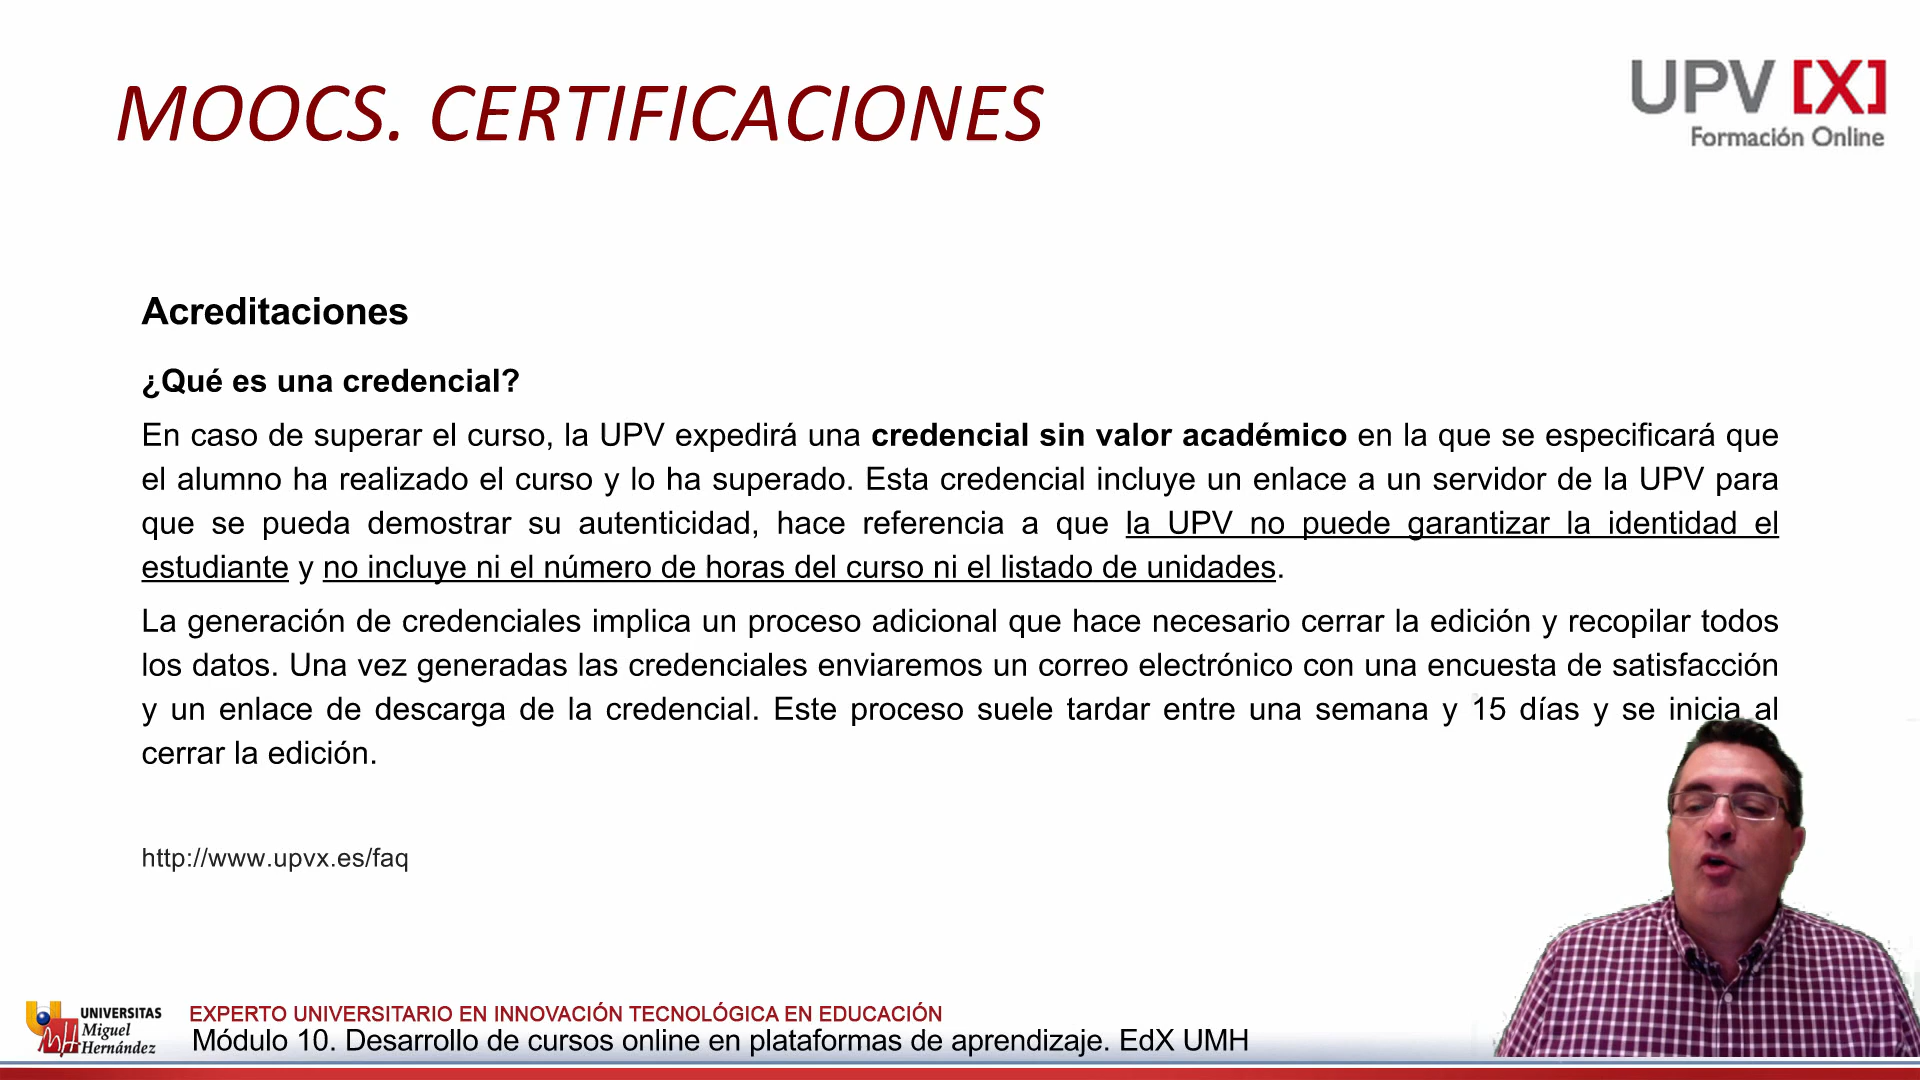 MOOCS. CERTIFICACIONES
UPV [X]
Formación Online
Acreditaciones
¿Qué es una credencial?
En caso de superar el curso, la UPV expedirá una credencial sin valor académico en la que se especificará que
el alumno ha realizado el curso y lo ha superado. Esta credencial incluye un enlace a un servidor de la UPV para
que se pueda demostrar su autenticidad, hace referencia a que la UPV no puede garantizar la identidad el
estudiante y no incluye ni el número de horas del curso ni el listado de unidades.
La generación de credenciales implica un proceso adicional que hace necesario cerrar la edición y recopilar todos
los datos. Una vez generadas las credenciales enviaremos un correo electrónico con una encuesta de satisfacción
y un enlace de descarga de la credencial. Este proceso suele tardar entre una semana y 15 días y se inicia al
cerrar la edición.
http://www.upvx.es/faq
UNIVERSITAS
Miguel
Hernández
EXPERTO UNIVERSITARIO EN INNOVACIÓN TECNOLÓGICA EN EDUCACIÓN
Módulo 10. Desarrollo de cursos online en plataformas de aprendizaje. EdX UMH